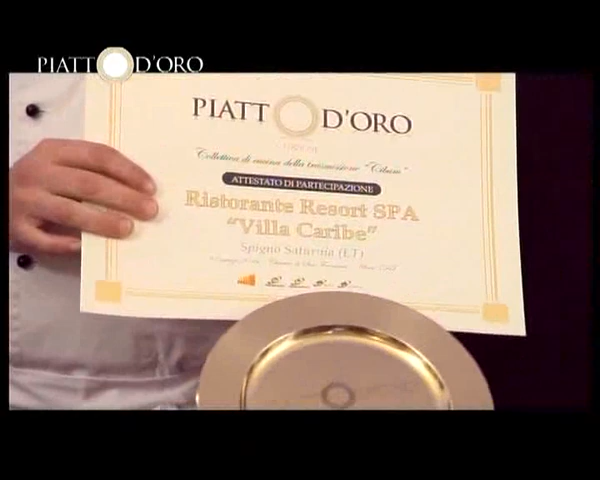 PIATTO D'ORO
PIATTO D'ORO
Collettiva di cucina della trasmissione "Cibum"
ATTESTATO DI PARTECIPAZIONE
Ristorante Resort SPA
"Villa Caribe"
Spigno Saturnia (LT)